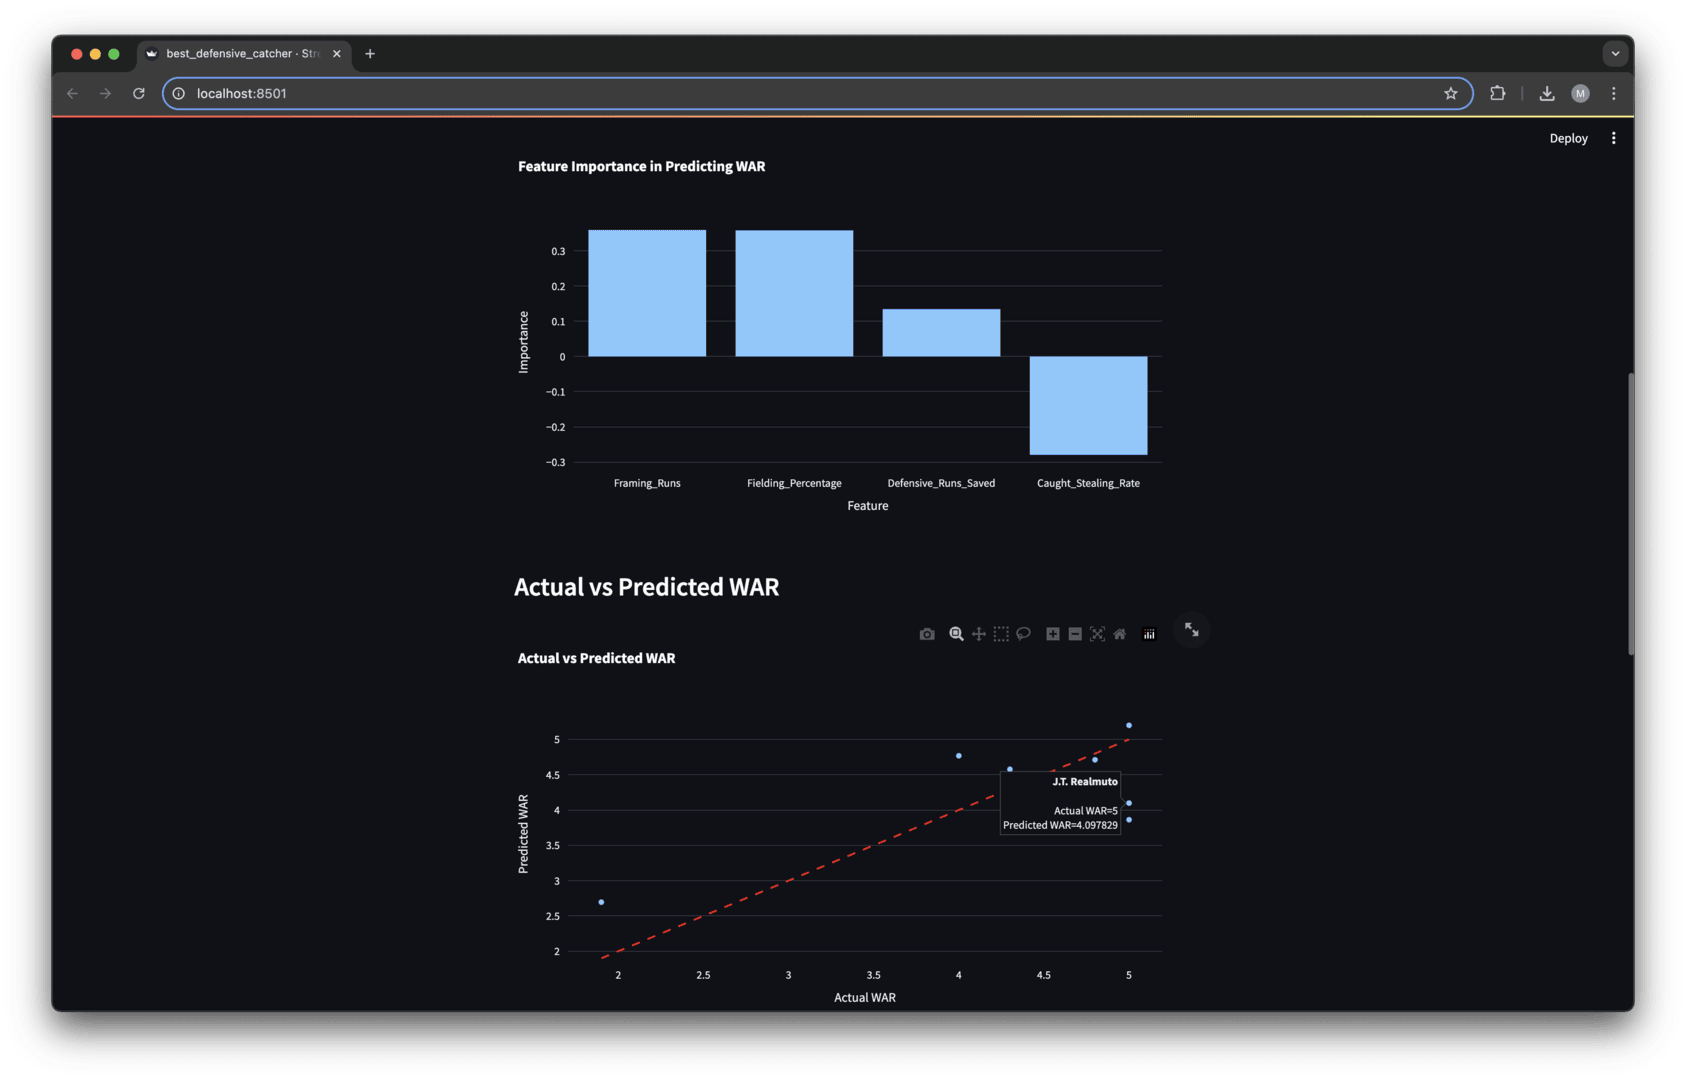 best_defensive_catcher · Str
localhost:8501
M
Deploy
Feature Importance in Predicting WAR
0.3
0.2
0.1
0
−0.1
−0.2
−0.3
Importance
Framing_Runs Fielding_Percentage Defensive_Runs_Saved Caught_Stealing_Rate
Feature
Actual vs Predicted WAR
Actual vs Predicted WAR
5
4.5
4
3.5
3
2.5
2
Predicted WAR
J.T. Realmuto
Actual WAR=5
Predicted WAR=4.097829
2 2.5 3 3.5 4 4.5 5
Actual WAR